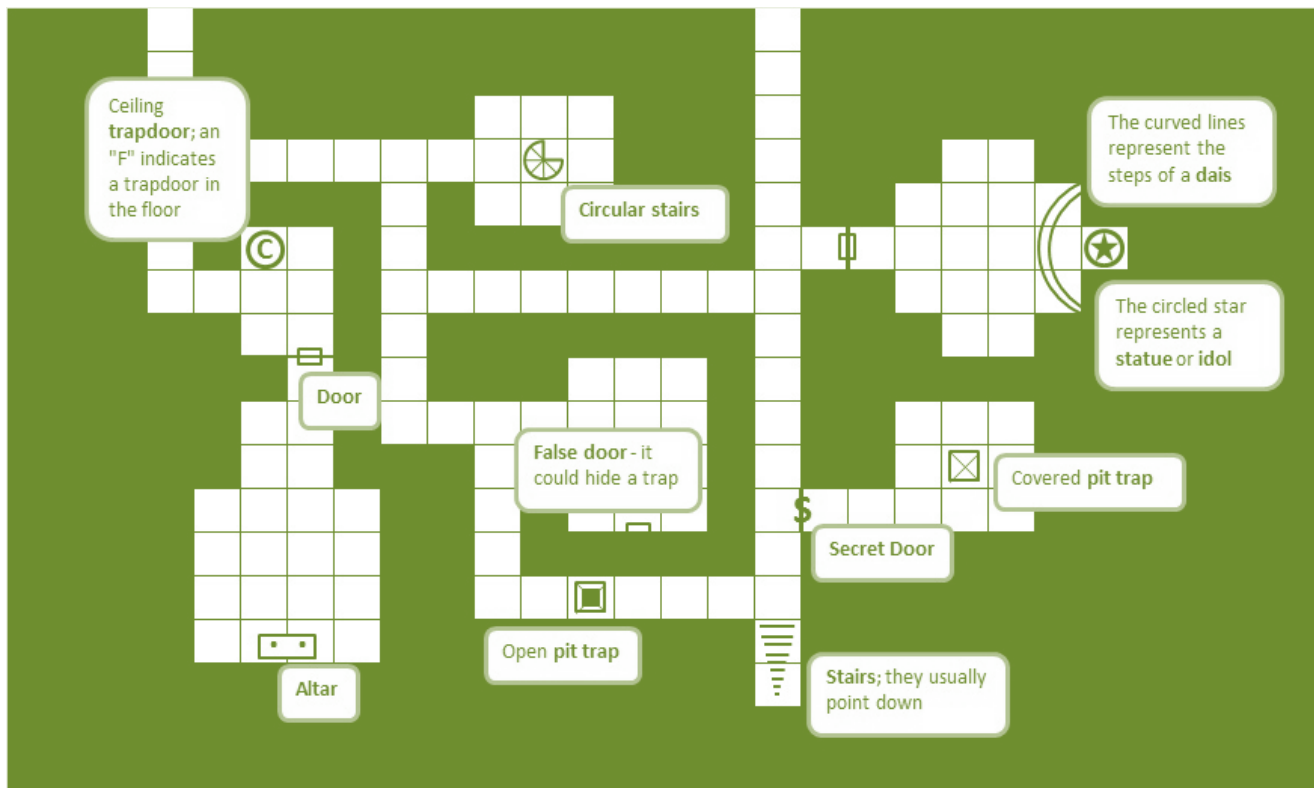 Ceiling
trapdoor; an
"F" indicates
a trapdoor in
the floor
The curved lines
represent the
steps of a dais
Circular stairs
C
The circled star
represents a
statue or idol
Door
False door - it
could hide a trap
Covered pit trap
S
Secret Door
Open pit trap
Altar
Stairs; they usually
point down